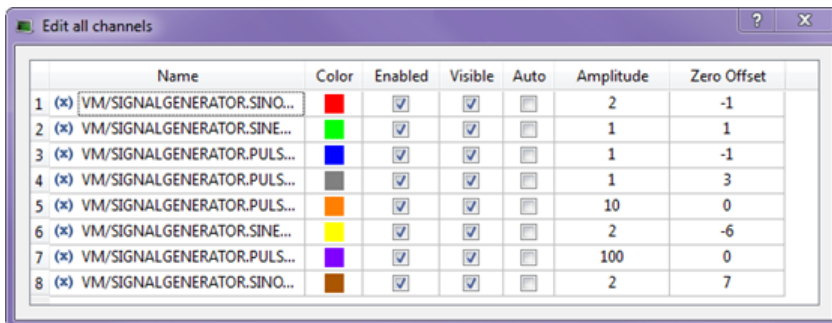 Edit all channels
Name Color Enabled Visible Auto Amplitude Zero Offset
1 (x) VM/SIGNALGENERATOR.SINO... 2 -1
2 (x) VM/SIGNALGENERATOR.SINE... 1 1
3 (x) VM/SIGNALGENERATOR.PULS... 1 -1
4 (x) VM/SIGNALGENERATOR.PULS... 1 3
5 (x) VM/SIGNALGENERATOR.PULS... 10 0
6 (x) VM/SIGNALGENERATOR.SINE... 2 -6
7 (x) VM/SIGNALGENERATOR.PULS... 100 0
8 (x) VM/SIGNALGENERATOR.SINO... 2 7